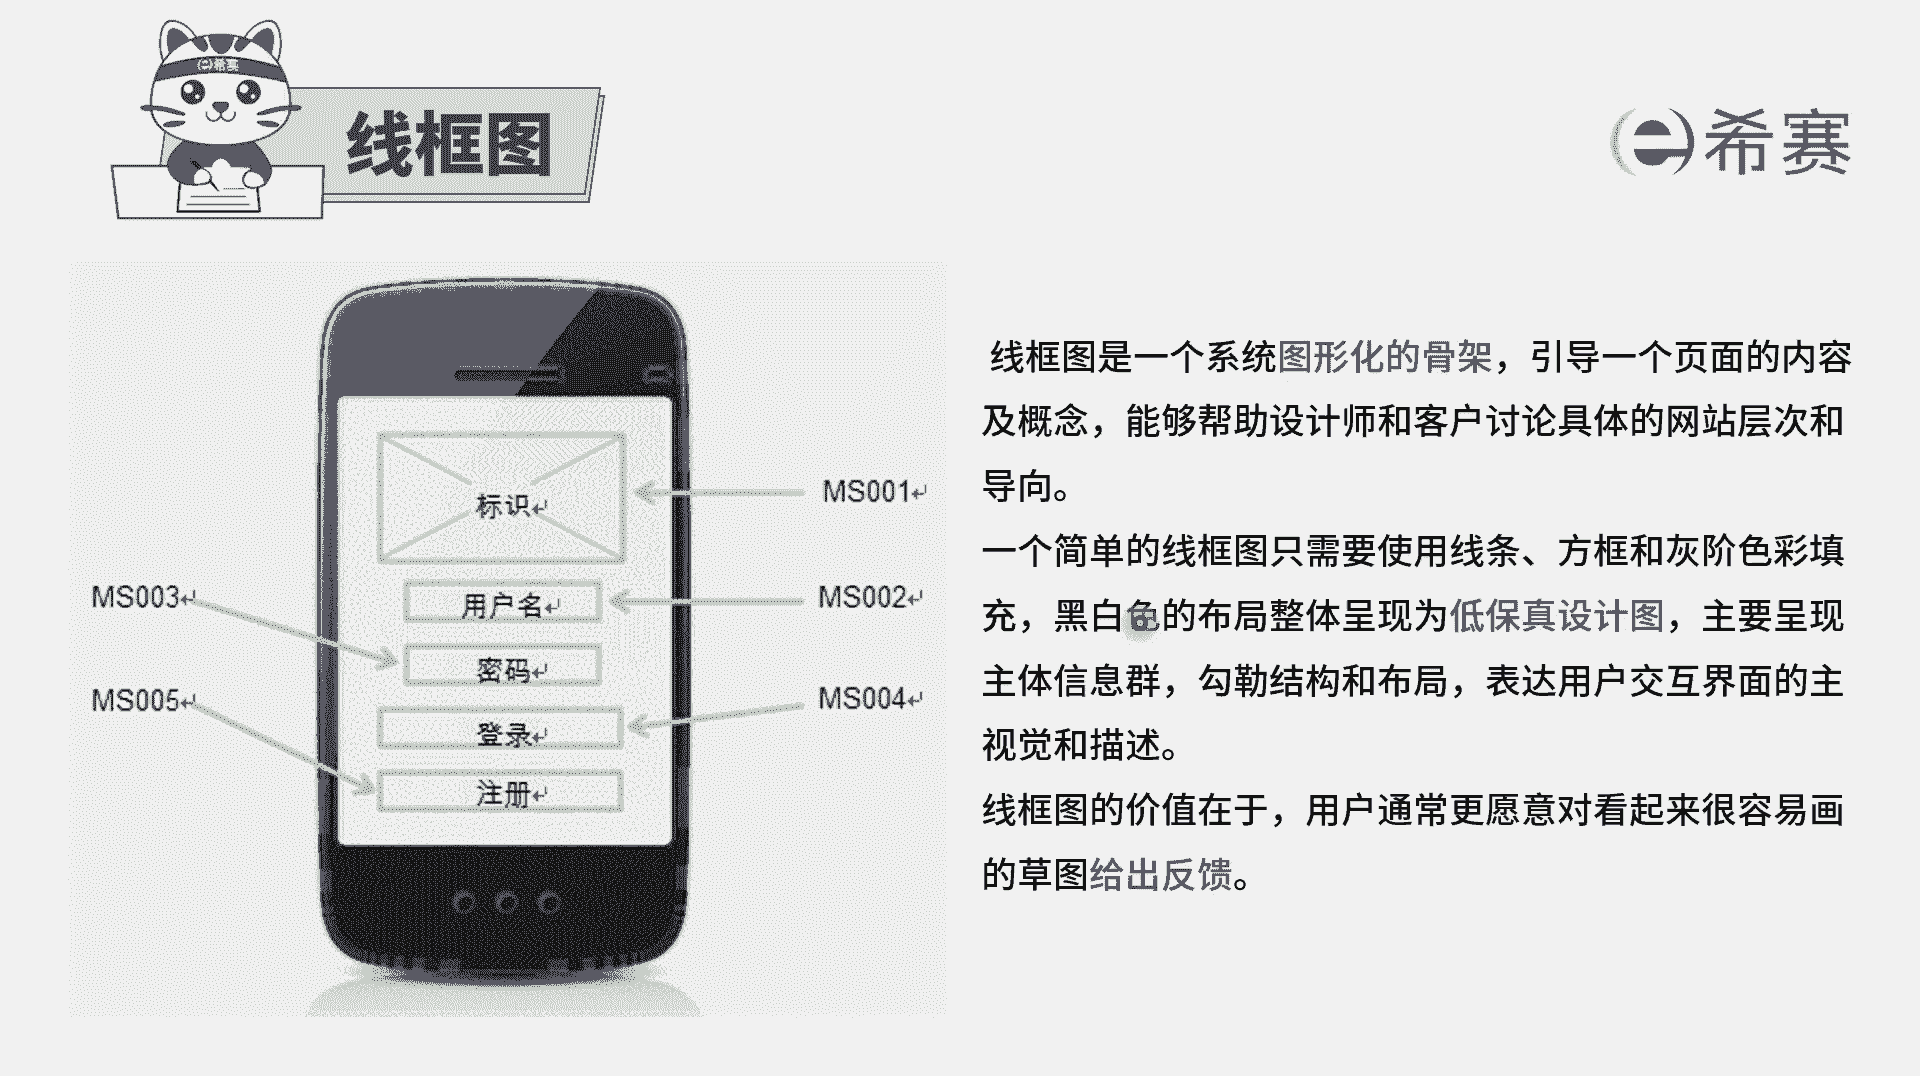 希赛
线框图
希赛
标识
MS001
MS003
用户名
MS002
密码
MS005
登录
MS004
注册
线框图是一个系统图形化的骨架，引导一个页面的内容
及概念，能够帮助设计师和客户讨论具体的网站层次和
导向。
一个简单的线框图只需要使用线条、方框和灰阶色彩填
充，黑白色的布局整体呈现为低保真设计图，主要呈现
主体信息群，勾勒结构和布局，表达用户交互界面的主
视觉和描述。
线框图的价值在于，用户通常更愿意对看起来很容易画
的草图给出反馈。